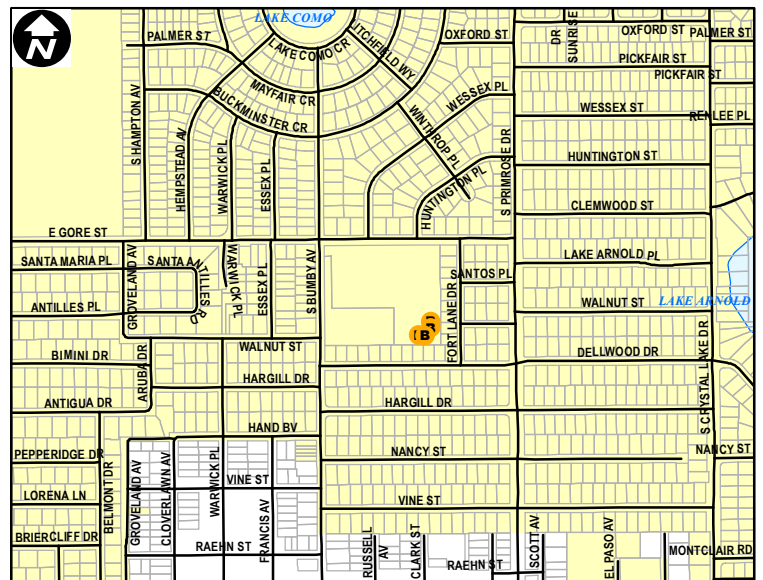 LAKE COMO
N
PALMER ST
LAKE COMO CR
LITCHFIELD WY
OXFORD ST
DR
SUNRISE
OXFORD ST
PALMER ST
PICKFAIR ST
PICKFAIR ST
MAYFAIR CR
BUCKMINSTER CR
WESSEX PL
WESSEX ST
RENLEE PL
S HAMPTON AV
HEMPSTEAD AV
WARWICK PL
ESSEX PL
WINTHROP PL
HUNTINGTON PL
S PRIMROSE DR
HUNTINGTON ST
CLEMWOOD ST
E GORE ST
SANTA MARIA PL
GROVELAND AV
SANTA A
ANTILLES RD
WARWICK PL
ESSEX PL
S BUMBY AV
LAKE ARNOLD PL
SANTOS PL
FORT LANE DR
ANTILLES PL
WALNUT ST
LAKE ARNOLD
B
WALNUT ST
BIMINI DR
ARUBA DR
DELLWOOD DR
S CRYSTAL LAKE DR
HARGILL DR
ANTIGUA DR
HARGILL DR
HAND BV
PEPPERIDGE DR
BELMONT DR
GROVELAND AV
CLOVERLAWN AV
WARWICK PL
NANCY ST
NANCY ST
VINE ST
LORENA LN
FRANCIS AV
VINE ST
BRIERCLIFF DR
RAEHN ST
RUSSELL
AV
CLARK ST
RAEHN ST
SCOTT AV
EL PASO AV
MONTCLAIR RD